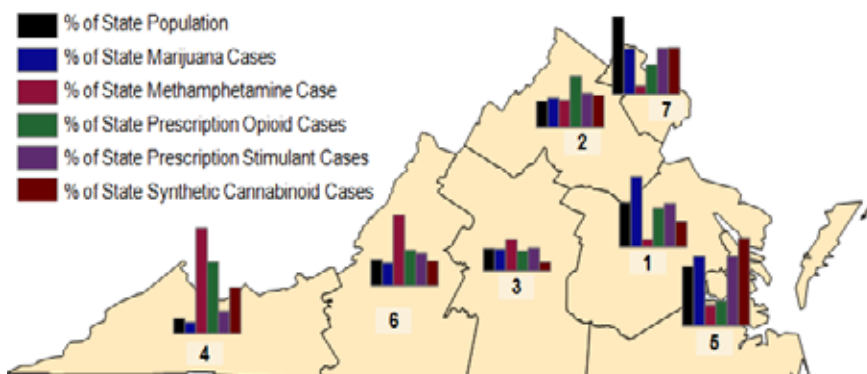 % of State Population
% of State Marijuana Cases
% of State Methamphetamine Case
% of State Prescription Opioid Cases
% of State Prescription Stimulant Cases
% of State Synthetic Cannabinoid Cases
7
2
1
3
6
5
4